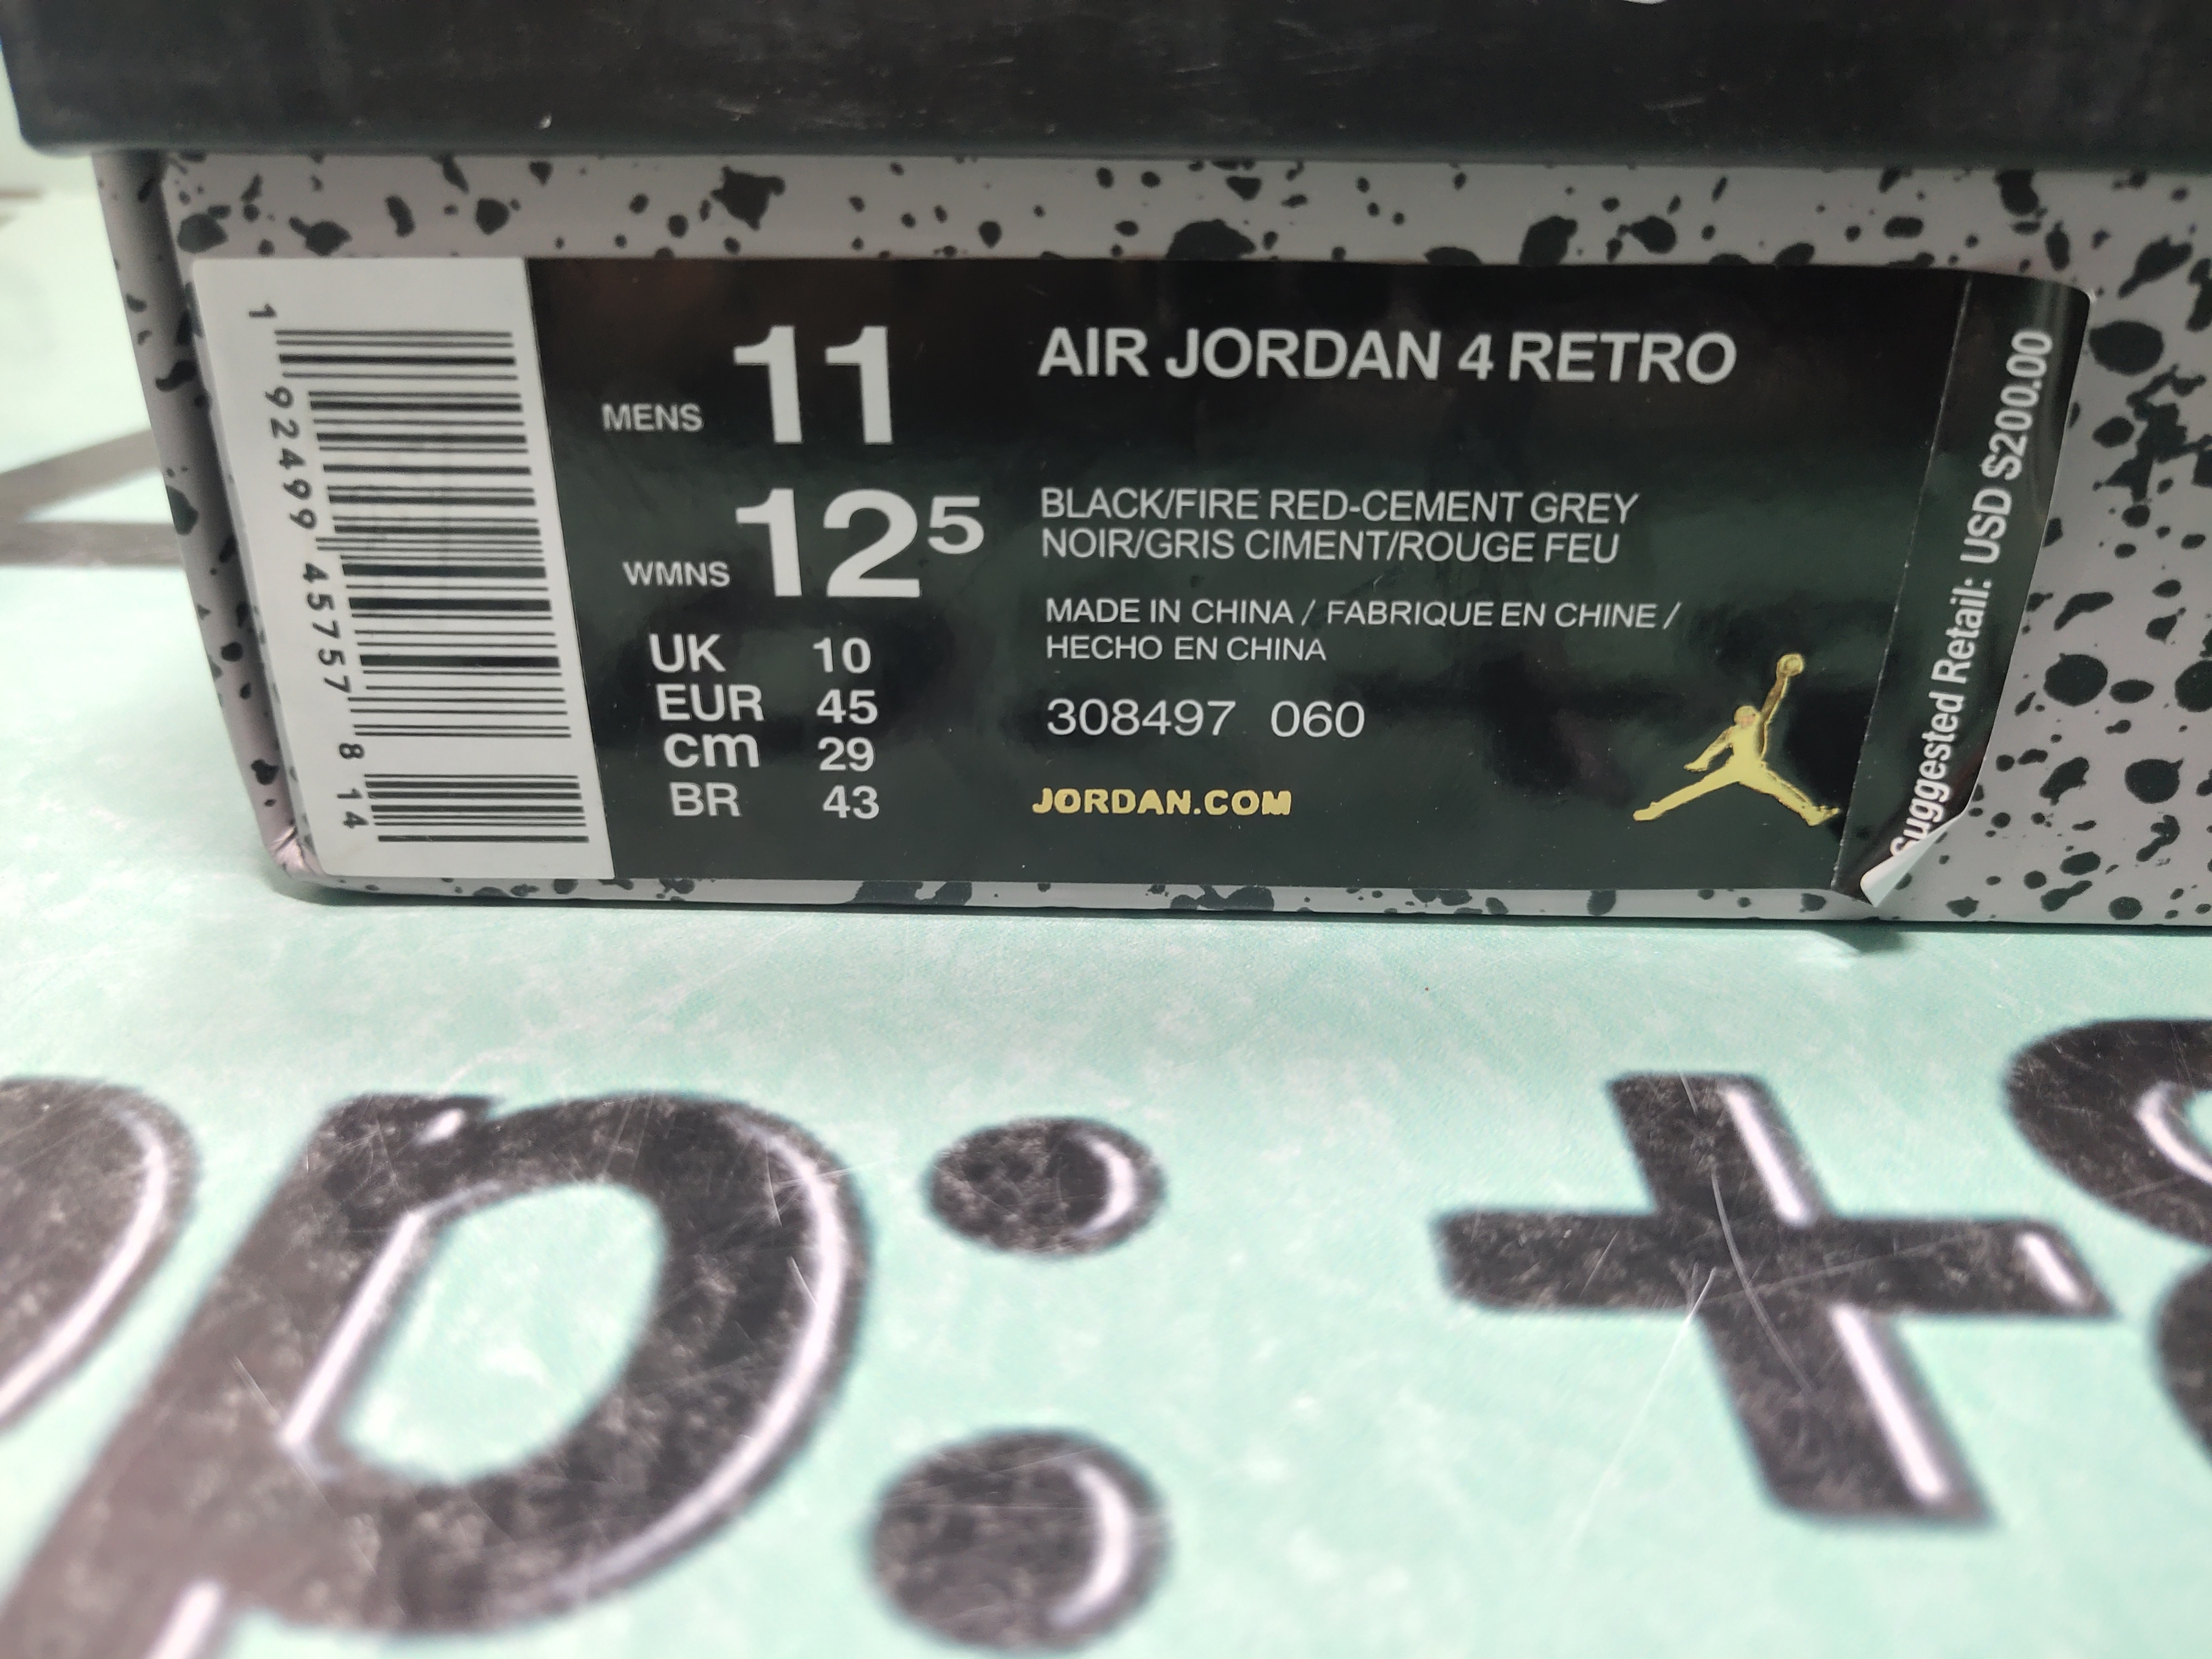 1 92499 45757 8 14
MENS 11
WMNS 12⁵
UK 10
EUR 45
cm 29
BR 43
AIR JORDAN 4 RETRO
BLACK/FIRE RED-CEMENT GREY
NOIR/GRIS CIMENT/ROUGE FEU
MADE IN CHINA / FABRIQUE EN CHINE /
HECHO EN CHINA
308497 060
JORDAN.COM
Suggested Retail: USD $200.00
p: +